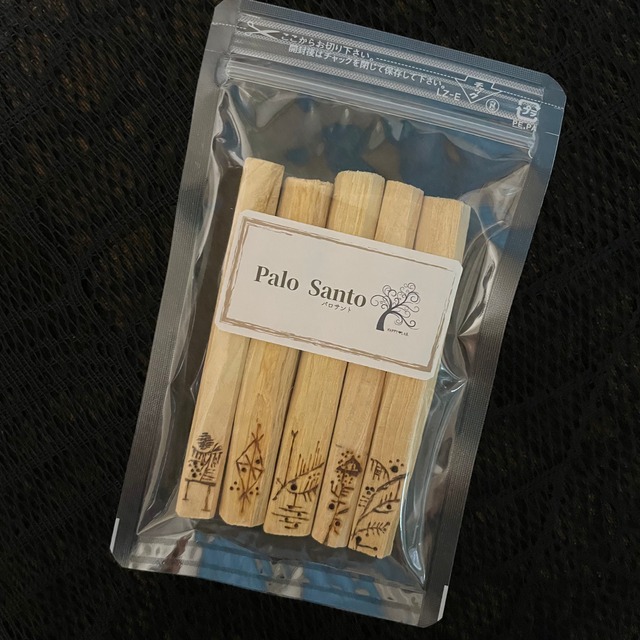 ここからお切り下さい
開封後はチャックを閉じて保存して下さい
LZ-E
Palo Santo
パロサント